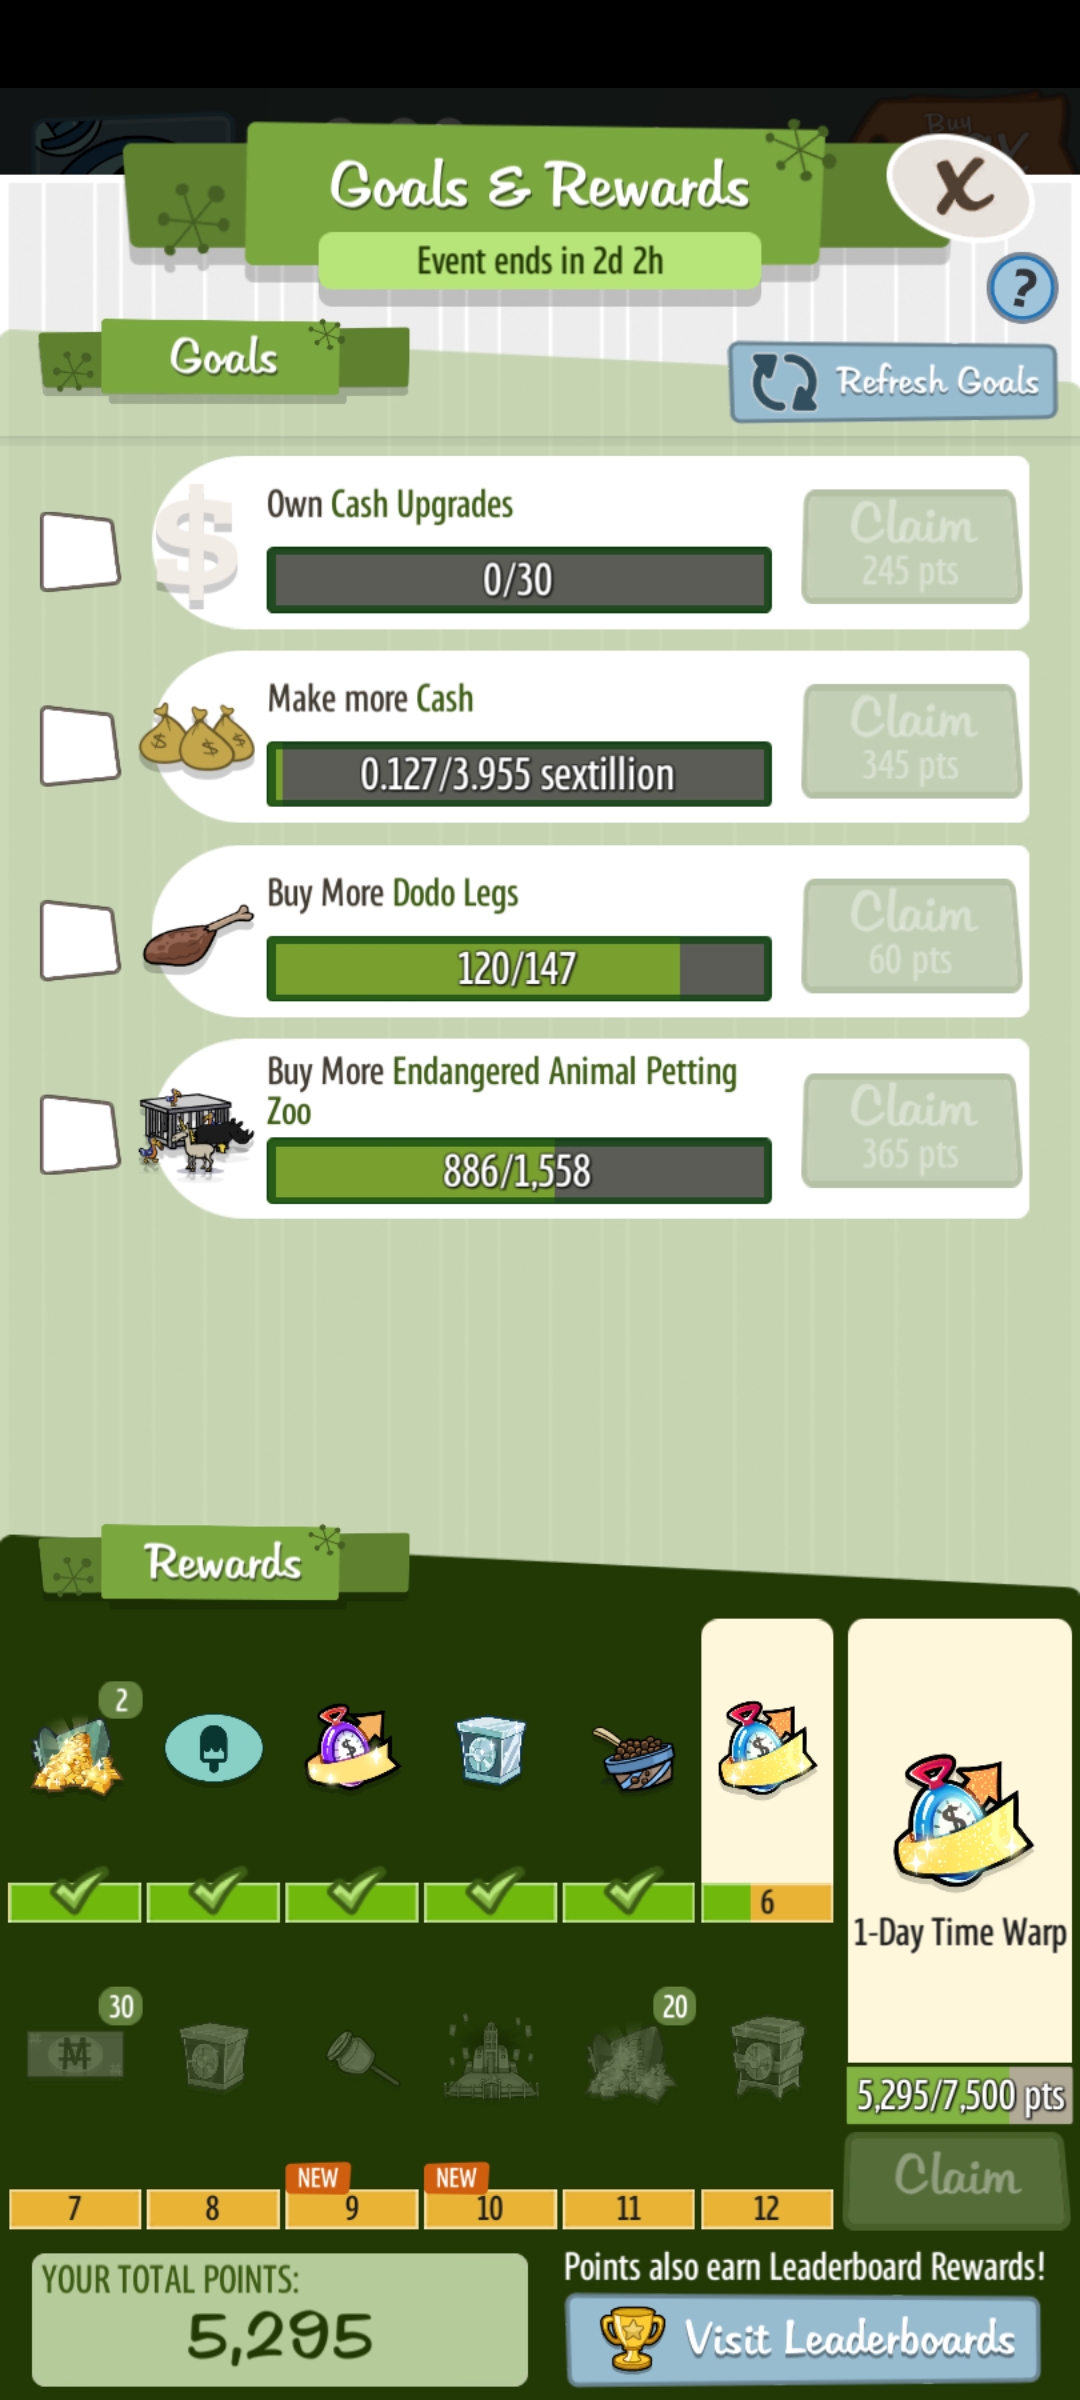 Buy
Goals & Rewards
X
Event ends in 2d 2h
?
Goals
Refresh Goals
Own Cash Upgrades
0/30
Claim
245 pts
Make more Cash
0.127/3.955 sextillion
Claim
345 pts
Buy More Dodo Legs
120/147
Claim
60 pts
Buy More Endangered Animal Petting
Zoo
886/1,558
Claim
365 pts
Rewards
2
6
1-Day Time Warp
30
20
5,295/7,500 pts
NEW
NEW
7
8
9
10
11
12
Claim
YOUR TOTAL POINTS:
5,295
Points also earn Leaderboard Rewards!
Visit Leaderboards